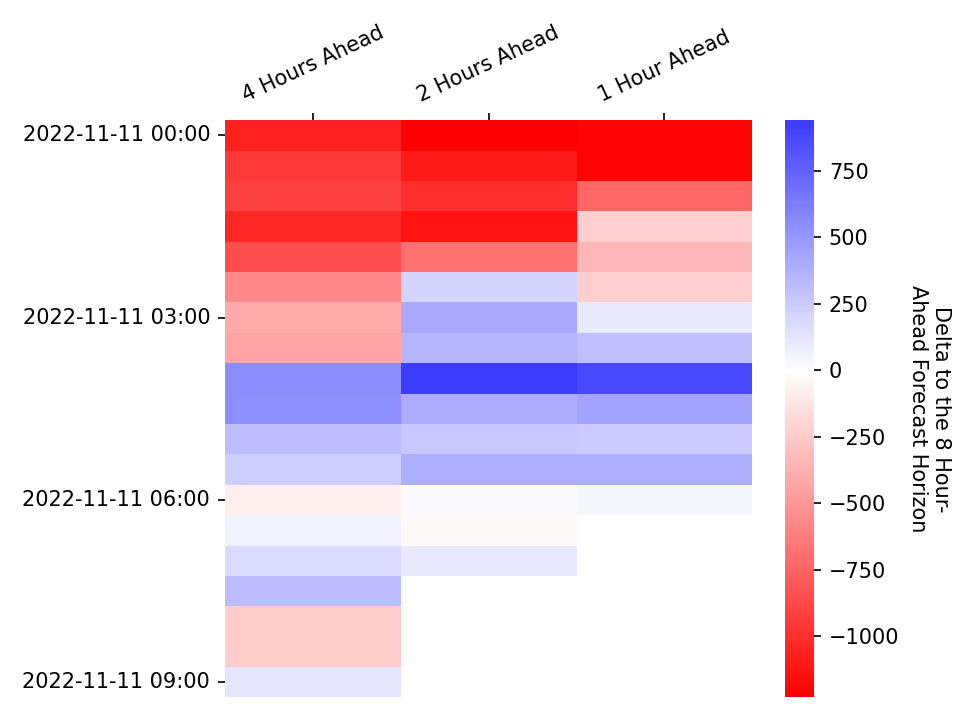 4 Hours Ahead
2 Hours Ahead
1 Hour Ahead
2022-11-11 00:00
2022-11-11 03:00
2022-11-11 06:00
2022-11-11 09:00
750
500
250
0
−250
−500
−750
−1000
Delta to the 8 Hour-
Ahead Forecast Horizon